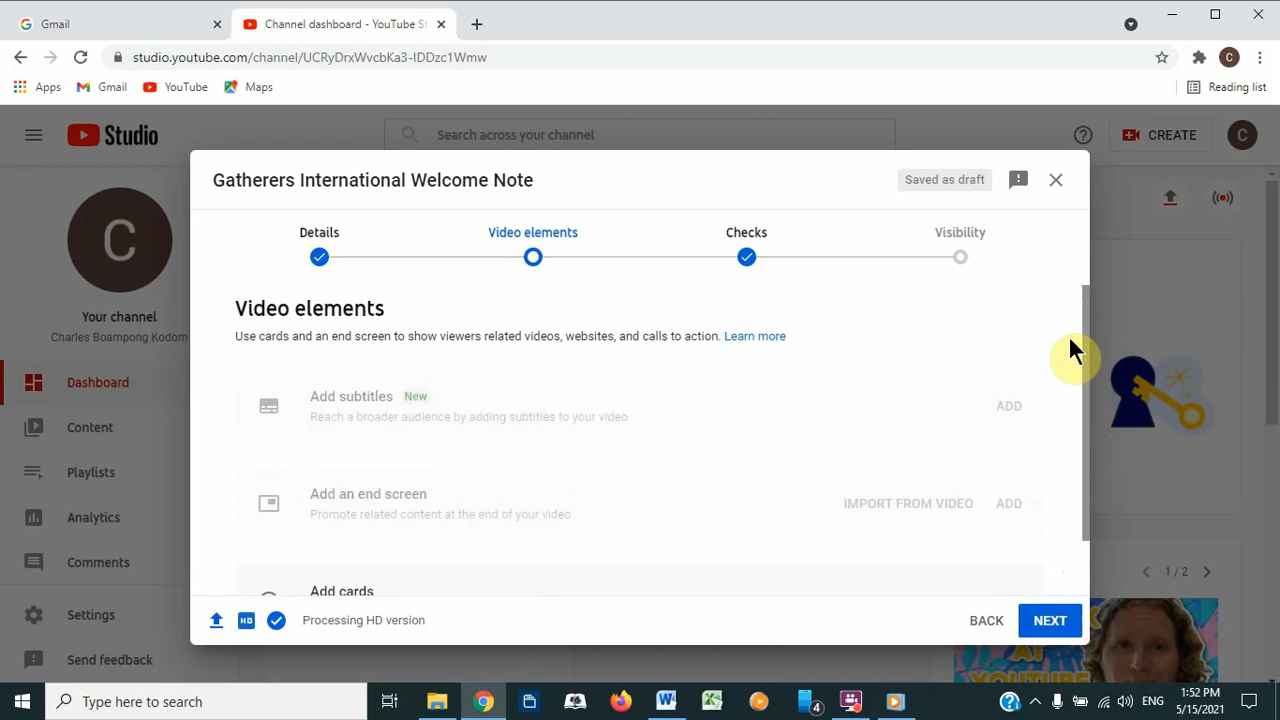 Gmail
Channel dashboard - YouTube St
studio.youtube.com/channel/UCRyDrxWvcbKa3-IDDzc1Wmw
Apps
Gmail
YouTube
Maps
Reading list
Studio
Search across your channel
CREATE
C
C
C
Your channel
Charles Boampong Kodom
Dashboard
Content
Playlists
Analytics
Comments
Settings
Send feedback
Gatherers International Welcome Note
Saved as draft
Details
Video elements
Checks
Visibility
Video elements
Use cards and an end screen to show viewers related videos, websites, and calls to action. Learn more
Add subtitles New
Reach a broader audience by adding subtitles to your video
ADD
Add an end screen
Promote related content at the end of your video
IMPORT FROM VIDEO ADD
Add cards
HD
Processing HD version
BACK
NEXT
1 / 2
AT
Type here to search
4
ENG
1:52 PM
5/15/2021